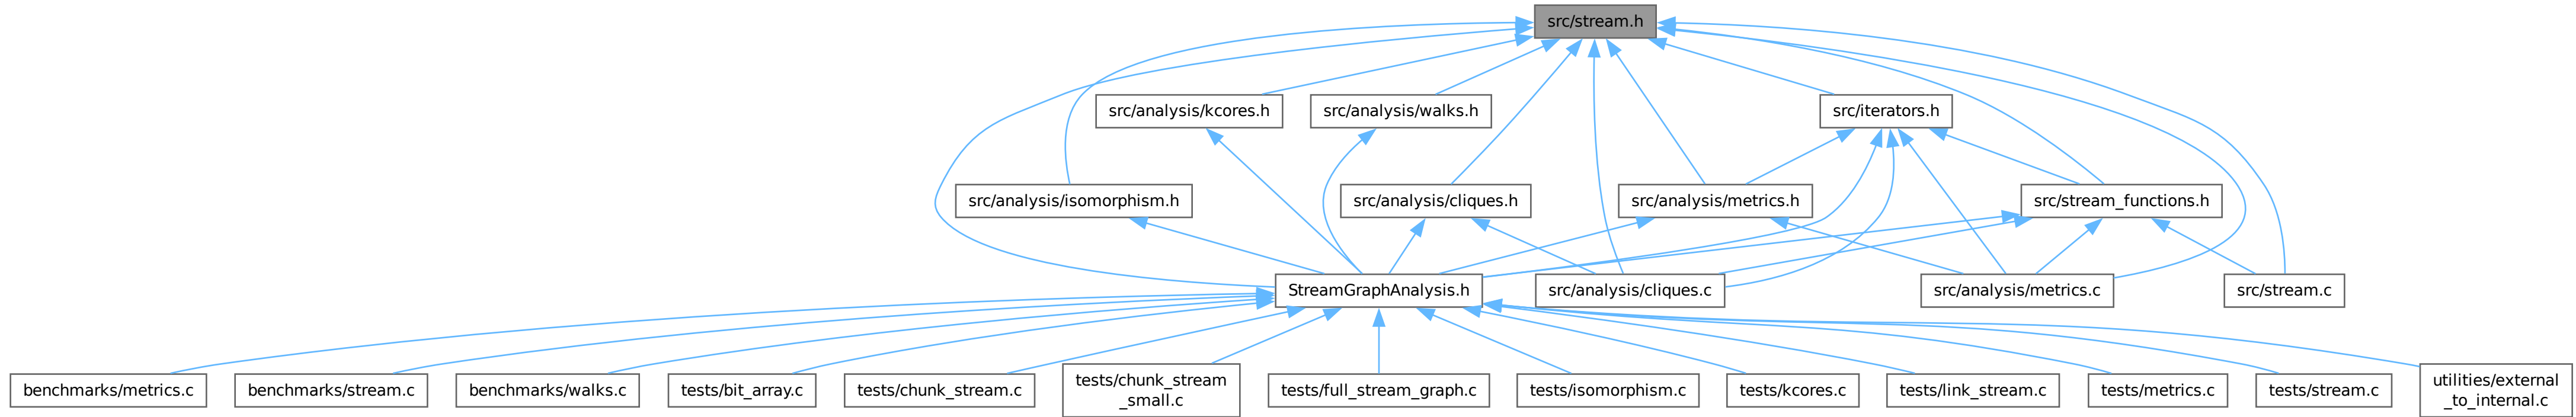 src/stream.h
src/analysis/kcores.h
src/analysis/walks.h
src/iterators.h
src/analysis/isomorphism.h
src/analysis/cliques.h
src/analysis/metrics.h
src/stream_functions.h
StreamGraphAnalysis.h
src/analysis/cliques.c
src/analysis/metrics.c
src/stream.c
benchmarks/metrics.c
benchmarks/stream.c
benchmarks/walks.c
tests/bit_array.c
tests/chunk_stream.c
tests/chunk_stream
_small.c
tests/full_stream_graph.c
tests/isomorphism.c
tests/kcores.c
tests/link_stream.c
tests/metrics.c
tests/stream.c
utilities/external
_to_internal.c